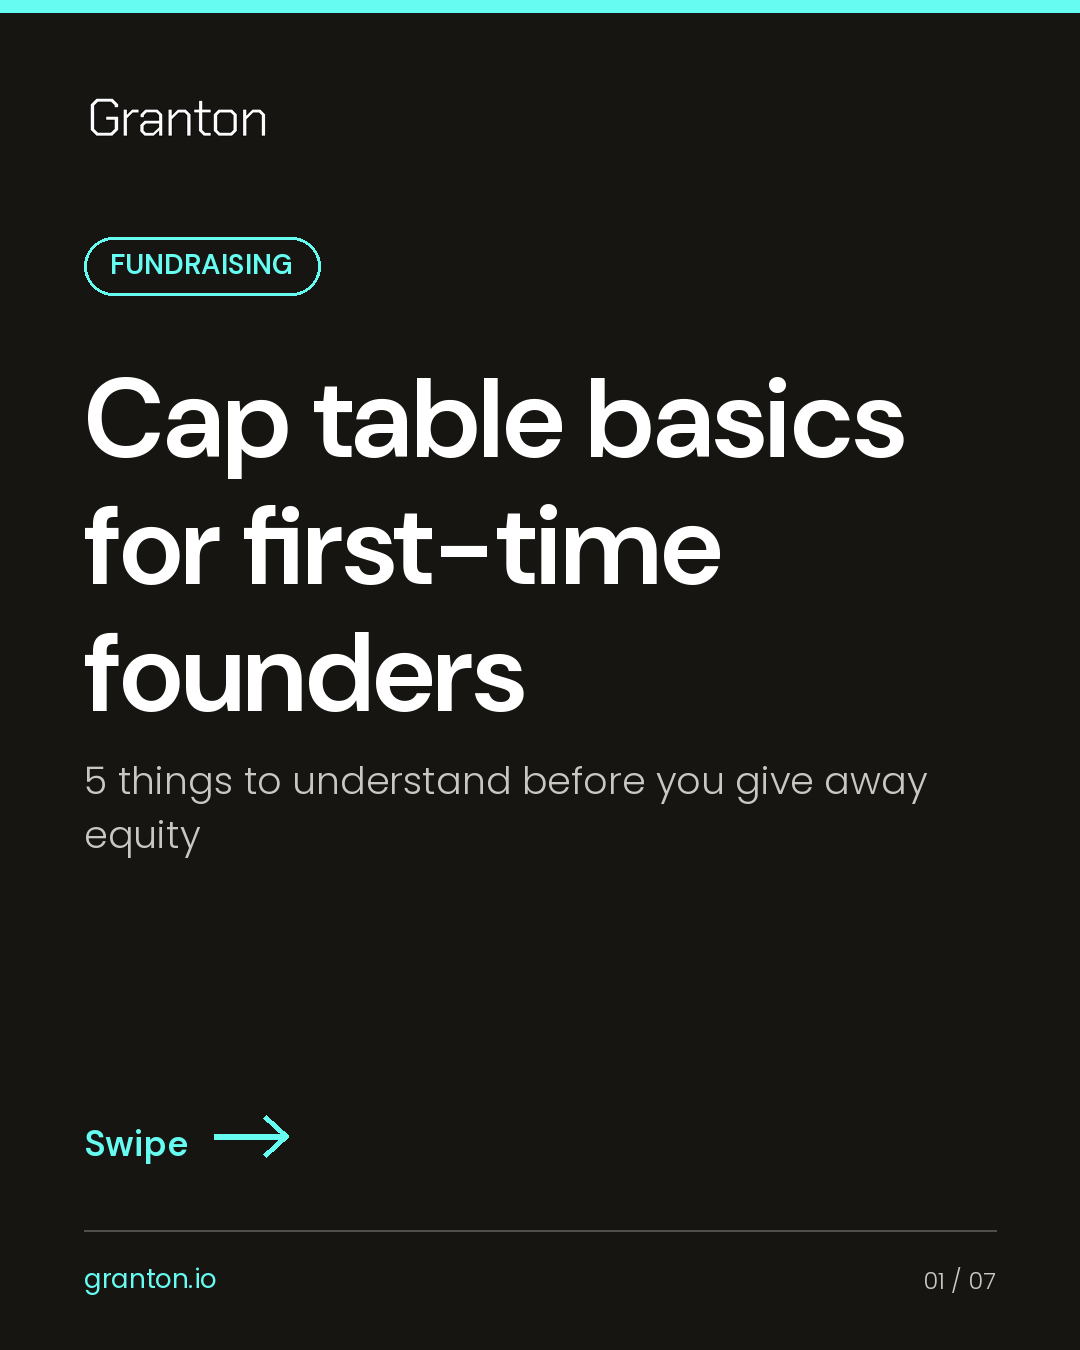 Granton
FUNDRAISING
Cap table basics
for first-time
founders
5 things to understand before you give away
equity
Swipe
granton.io
01 / 07